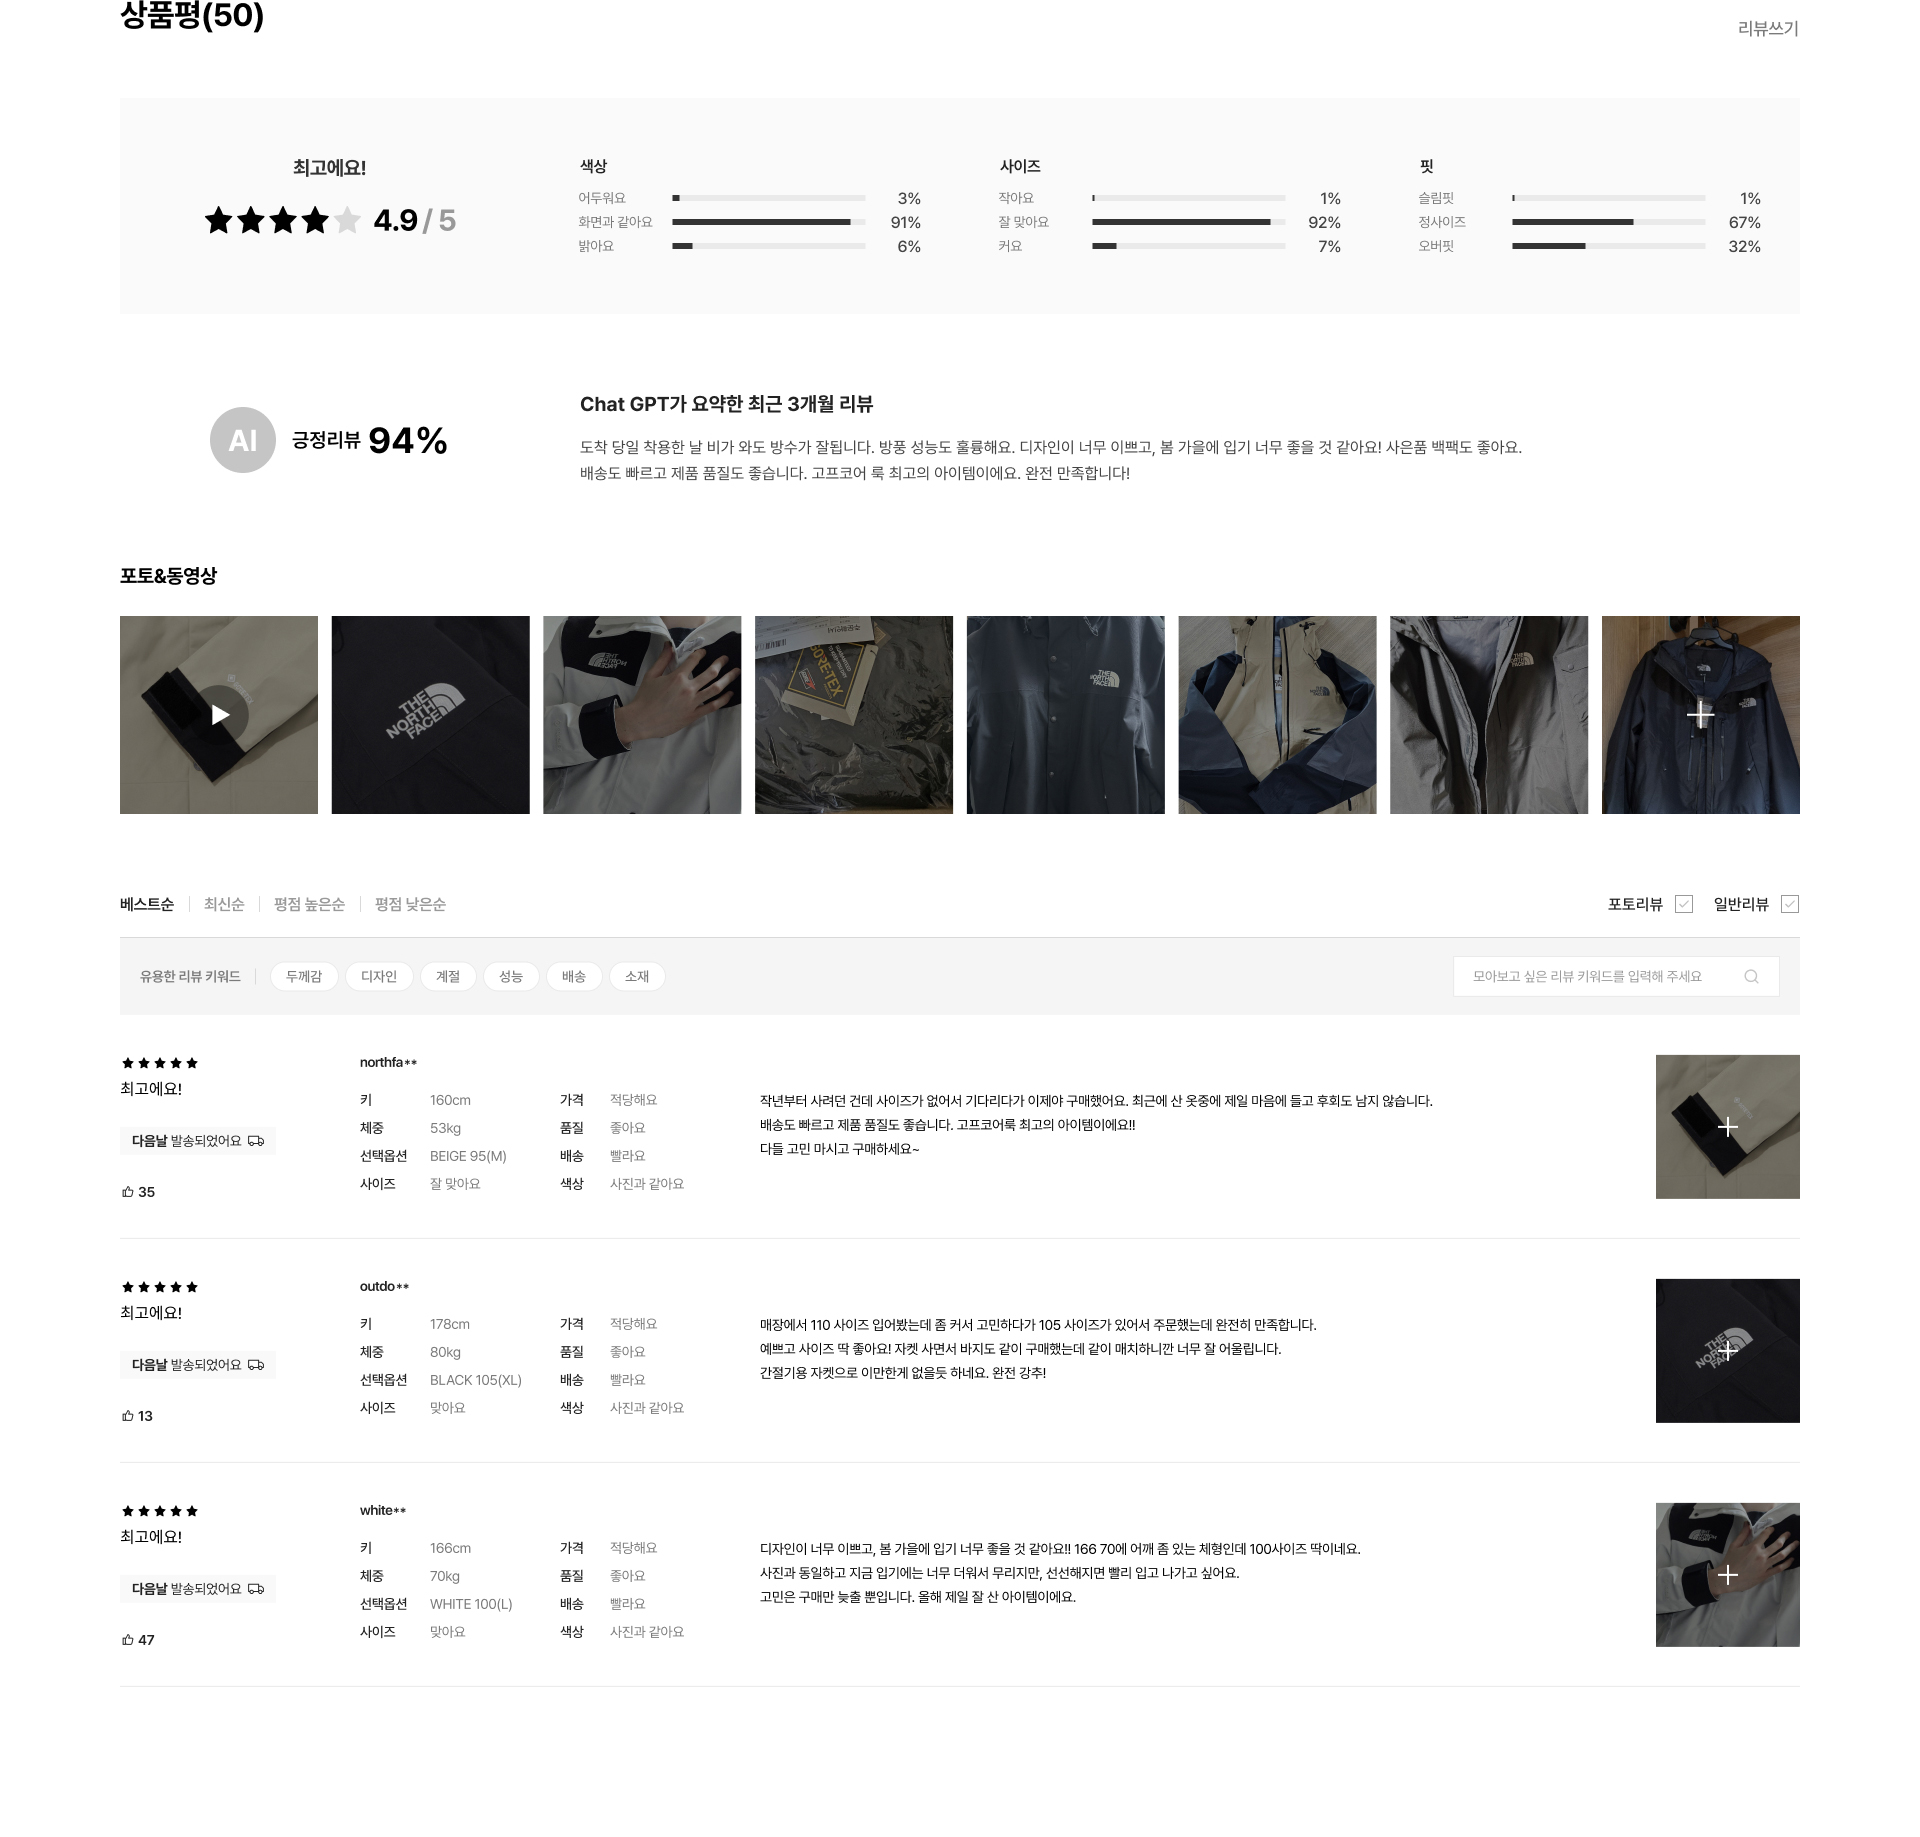 상품평(50)
리뷰쓰기
최고에요!
4.9 / 5
색상
어두워요 3%
화면과 같아요 91%
밝아요 6%
사이즈
작아요 1%
잘 맞아요 92%
커요 7%
핏
슬림핏 1%
정사이즈 67%
오버핏 32%
AI 긍정리뷰 94%
Chat GPT가 요약한 최근 3개월 리뷰
도착 당일 착용한 날 비가 와도 방수가 잘됩니다. 방풍 성능도 훌륭해요. 디자인이 너무 이쁘고, 봄 가을에 입기 너무 좋을 것 같아요! 사은품 백팩도 좋아요.
배송도 빠르고 제품 품질도 좋습니다. 고프코어 룩 최고의 아이템이에요. 완전 만족합니다!
포토&동영상
THE
NORTH
FACE
THE
NORTH
FACE
GORE-TEX
THE
NORTH
FACE
베스트순 최신순 평점 높은순 평점 낮은순
포토리뷰 일반리뷰
유용한 리뷰 키워드 두께감 디자인 계절 성능 배송 소재
모아보고 싶은 리뷰 키워드를 입력해 주세요
최고에요!
다음날 발송되었어요
35
northfa**
키 160cm 가격 적당해요
체중 53kg 품질 좋아요
선택옵션 BEIGE 95(M) 배송 빨라요
사이즈 잘 맞아요 색상 사진과 같아요
작년부터 사려던 건데 사이즈가 없어서 기다리다가 이제야 구매했어요. 최근에 산 옷중에 제일 마음에 들고 후회도 남지 않습니다.
배송도 빠르고 제품 품질도 좋습니다. 고프코어룩 최고의 아이템이에요!!
다들 고민 마시고 구매하세요~
최고에요!
다음날 발송되었어요
13
outdo**
키 178cm 가격 적당해요
체중 80kg 품질 좋아요
선택옵션 BLACK 105(XL) 배송 빨라요
사이즈 맞아요 색상 사진과 같아요
매장에서 110 사이즈 입어봤는데 좀 커서 고민하다가 105 사이즈가 있어서 주문했는데 완전히 만족합니다.
예쁘고 사이즈 딱 좋아요! 자켓 사면서 바지도 같이 구매했는데 같이 매치하니깐 너무 잘 어울립니다.
간절기용 자켓으로 이만한게 없을듯 하네요. 완전 강추!
THE
NORTH
FACE
최고에요!
다음날 발송되었어요
47
white**
키 166cm 가격 적당해요
체중 70kg 품질 좋아요
선택옵션 WHITE 100(L) 배송 빨라요
사이즈 맞아요 색상 사진과 같아요
디자인이 너무 이쁘고, 봄 가을에 입기 너무 좋을 것 같아요!! 166 70에 어깨 좀 있는 체형인데 100사이즈 딱이네요.
사진과 동일하고 지금 입기에는 너무 더워서 무리지만, 선선해지면 빨리 입고 나가고 싶어요.
고민은 구매만 늦출 뿐입니다. 올해 제일 잘 산 아이템이에요.